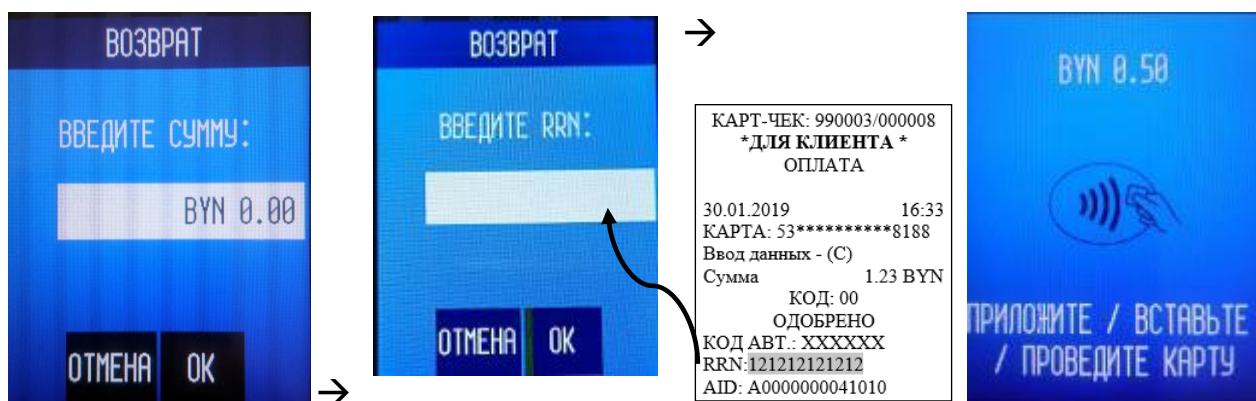 ВОЗВРАТ
ВВЕДИТЕ СУММУ:
BYN 0.00
ОТМЕНА OK
ВОЗВРАТ
ВВЕДИТЕ RRN:
ОТМЕНА OK
КАРТ-ЧЕК: 990003/000008
*ДЛЯ КЛИЕНТА *
ОПЛАТА
30.01.2019 16:33
КАРТА: 53**********8188
Ввод данных - (C)
Сумма 1.23 BYN
КОД: 00
ОДОБРЕНО
КОД АВТ.: XXXXXX
RRN:121212121212
AID: A0000000041010
BYN 0.50
ПРИЛОЖИТЕ / ВСТАВЬТЕ
/ ПРОВЕДИТЕ КАРТУ